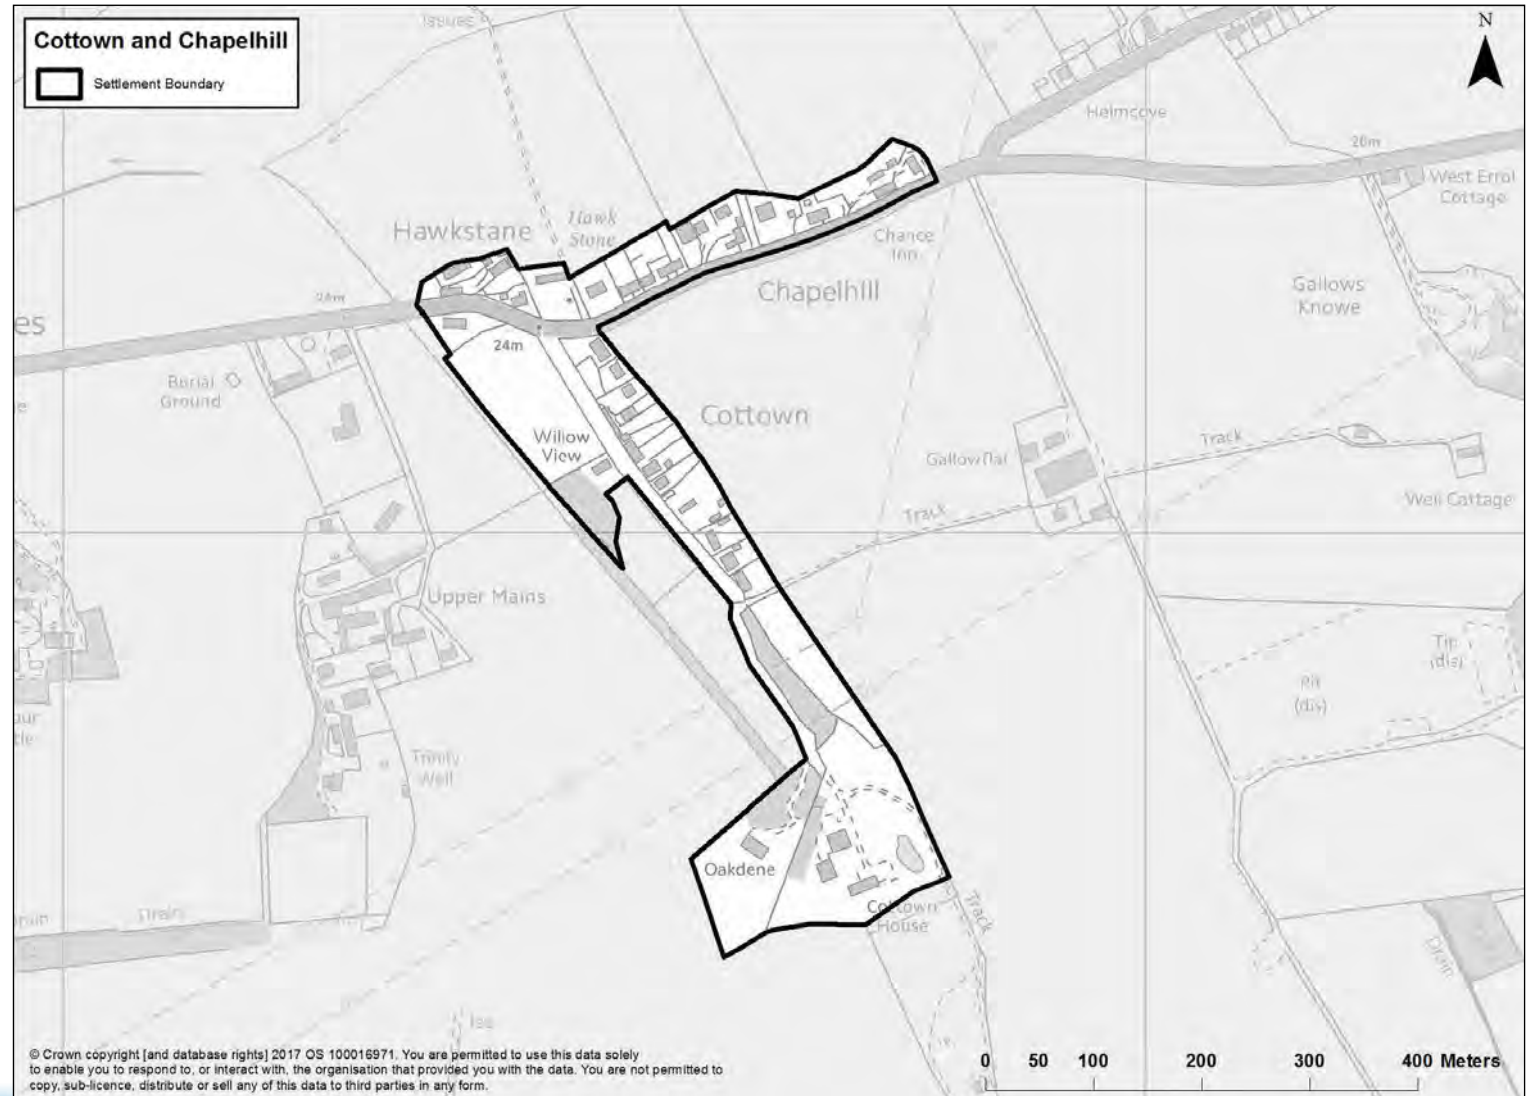 Cottown and Chapelhill
Settlement Boundary
N
Issues
Helmcove
26m
West Errol
Cottage
Hawkstane
Hawk
Stone
Chance
Inn
Chapelhill
Gallows
Knowe
24m
es
24m
Burial
Ground
Cottown
Willow
View
Gallowflat
Track
Well Cottage
Track
Upper Mains
Tip
(dis)
Pit
(dis)
Trinity
Well
Oakdene
Cottown
House
Track
Drain
Drain
Iss
© Crown copyright [and database rights] 2017 OS 100016971. You are permitted to use this data solely
to enable you to respond to, or interact with, the organisation that provided you with the data. You are not permitted to
copy, sub-licence, distribute or sell any of this data to third parties in any form.
0 50 100 200 300 400 Meters